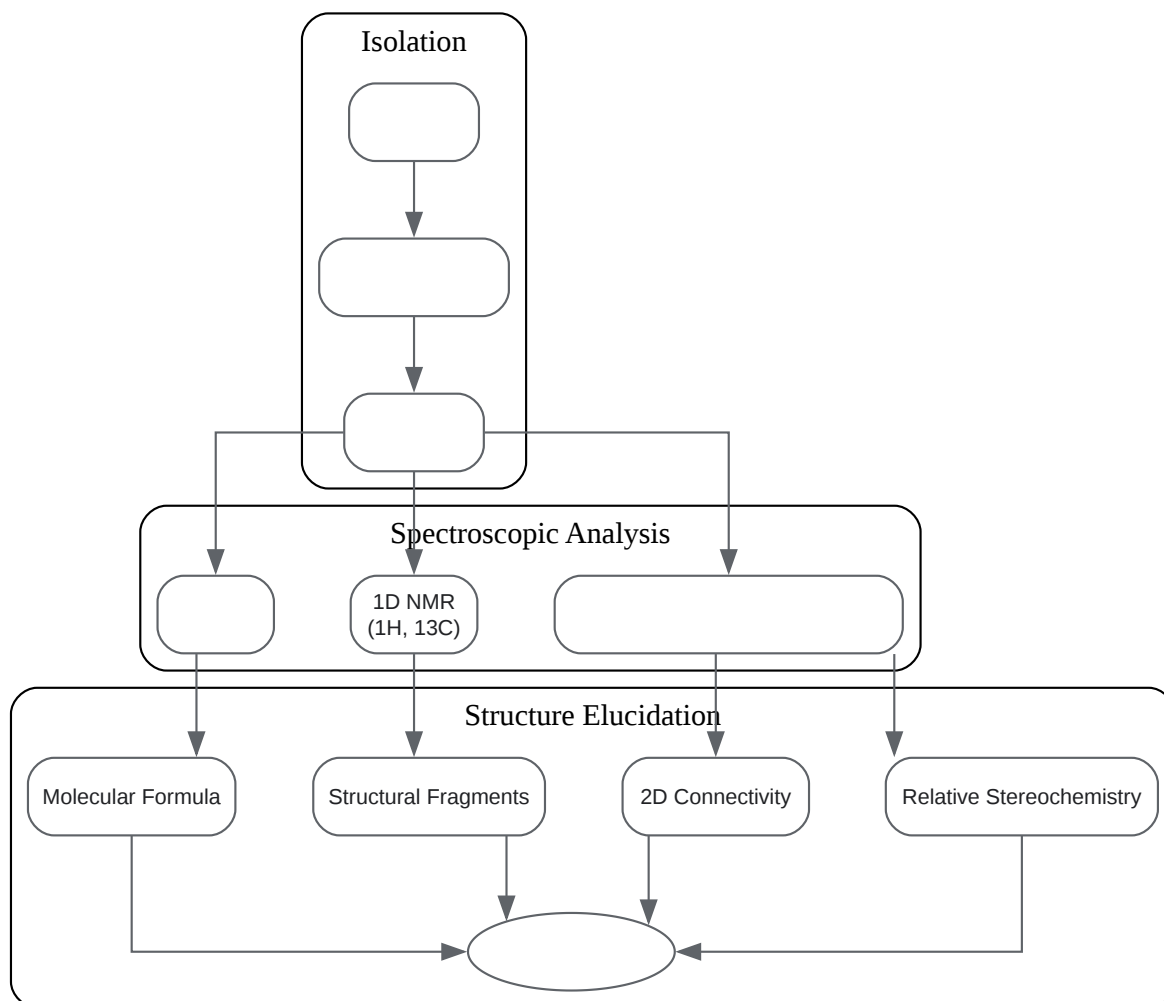 Isolation
Spectroscopic Analysis
1D NMR
(1H, 13C)
Structure Elucidation
Molecular Formula
Structural Fragments
2D Connectivity
Relative Stereochemistry